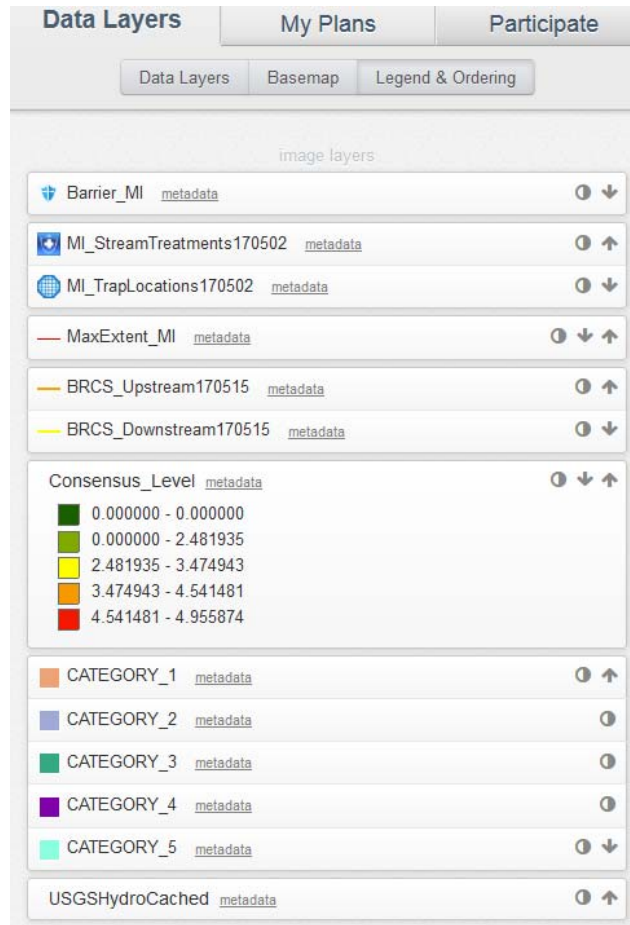 Data Layers My Plans Participate
Data Layers Basemap Legend & Ordering
image layers
Barrier_MI metadata
MI_StreamTreatments170502 metadata
MI_TrapLocations170502 metadata
MaxExtent_MI metadata
BRCS_Upstream170515 metadata
BRCS_Downstream170515 metadata
Consensus_Level metadata
0.000000 - 0.000000
0.000000 - 2.481935
2.481935 - 3.474943
3.474943 - 4.541481
4.541481 - 4.955874
CATEGORY_1 metadata
CATEGORY_2 metadata
CATEGORY_3 metadata
CATEGORY_4 metadata
CATEGORY_5 metadata
USGSHydroCached metadata